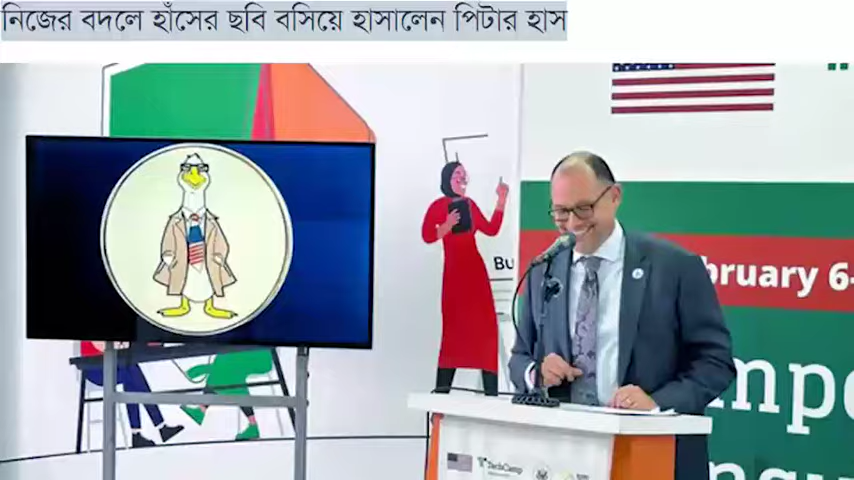 নিজের বদলে হাঁসের ছবি বসিয়ে হাসালেন পিটার হাস
Bu
bruary 6-
mpo
TechCamp